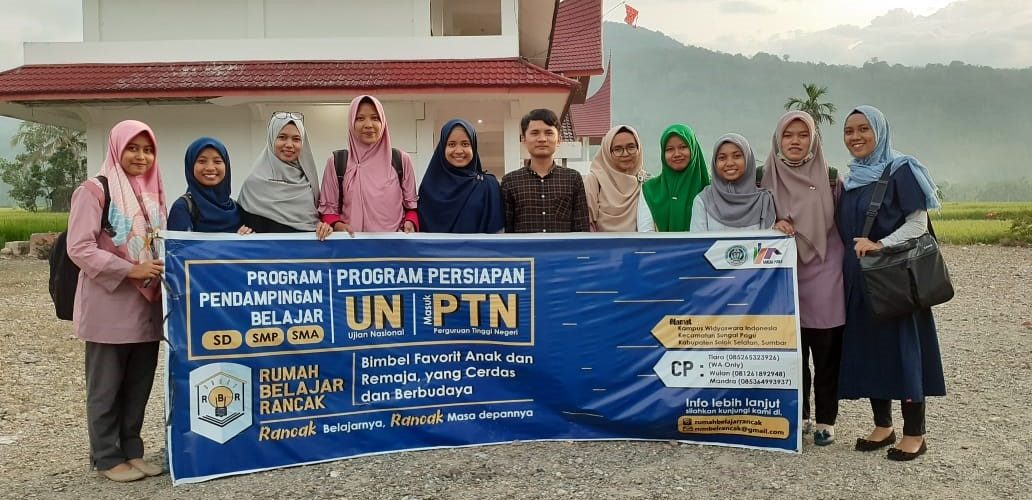 PROGRAM
PENDAMPINGAN
BELAJAR
SD SMP SMA
PROGRAM PERSIAPAN
UN
Ujian Nasional
Masuk
PTN
Perguruan Tinggi Negeri
RBR
RUMAH
BELAJAR
RANCAK
Bimbel Favorit Anak dan
Remaja, yang Cerdas
dan Berbudaya
Rancak Belajarnya, Rancak Masa depannya
Alamat
Kampus Widyaswara Indonesia
Kecamatan Sungai Pagu
Kabupaten Solok Selatan, Sumbar
CP :
Tiara (085265323926)
(WA Only)
Wulan (081261892948)
Mandra (085364993937)
Info lebih lanjut
silahkan kunjungi kami di,
rumahbelajarrancak